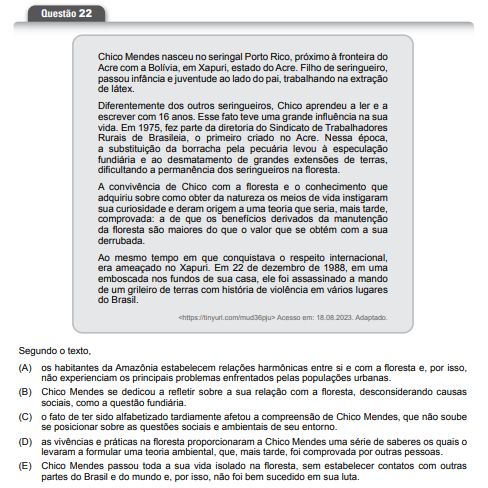 Questão 22
Chico Mendes nasceu no seringal Porto Rico, próximo à fronteira do
Acre com a Bolívia, em Xapuri, estado do Acre. Filho de seringueiro,
passou infância e juventude ao lado do pai, trabalhando na extração
de látex.
Diferentemente dos outros seringueiros, Chico aprendeu a ler e a
escrever com 16 anos. Esse fato teve uma grande influência na sua
vida. Em 1975, fez parte da diretoria do Sindicato de Trabalhadores
Rurais de Brasileia, o primeiro criado no Acre. Nessa época,
a substituição da borracha pela pecuária levou à especulação
fundiária e ao desmatamento de grandes extensões de terras,
dificultando a permanência dos seringueiros na floresta.
A convivência de Chico com a floresta e o conhecimento que
adquiriu sobre como obter da natureza os meios de vida instigaram
sua curiosidade e deram origem a uma teoria que seria, mais tarde,
comprovada: a de que os benefícios derivados da manutenção
da floresta são maiores do que o valor que se obtém com a sua
derrubada.
Ao mesmo tempo em que conquistava o respeito internacional,
era ameaçado no Xapuri. Em 22 de dezembro de 1988, em uma
emboscada nos fundos de sua casa, ele foi assassinado a mando
de um grileiro de terras com história de violência em vários lugares
do Brasil.
<https://tinyurl.com/mud36pju> Acesso em: 18.08.2023. Adaptado.
Segundo o texto,
(A) os habitantes da Amazônia estabelecem relações harmônicas entre si e com a floresta e, por isso,
não experienciam os principais problemas enfrentados pelas populações urbanas.
(B) Chico Mendes se dedicou a refletir sobre a sua relação com a floresta, desconsiderando causas
sociais, como a questão fundiária.
(C) o fato de ter sido alfabetizado tardiamente afetou a compreensão de Chico Mendes, que não soube
se posicionar sobre as questões sociais e ambientais de seu entorno.
(D) as vivências e práticas na floresta proporcionaram a Chico Mendes uma série de saberes os quais o
levaram a formular uma teoria ambiental, que, mais tarde, foi comprovada por outras pessoas.
(E) Chico Mendes passou toda a sua vida isolado na floresta, sem estabelecer contatos com outras
partes do Brasil e do mundo e, por isso, não foi bem sucedido em sua luta.